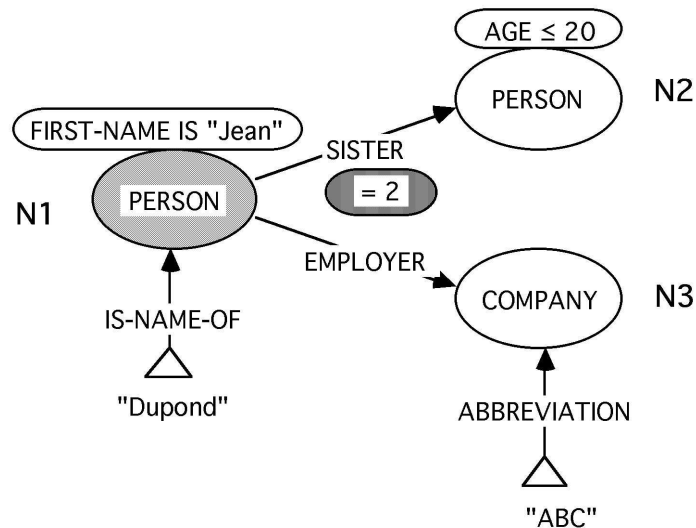 AGE ≤ 20
PERSON
N2
FIRST-NAME IS "Jean"
SISTER
= 2
PERSON
N1
EMPLOYER
COMPANY
N3
IS-NAME-OF
"Dupond"
ABBREVIATION
"ABC"